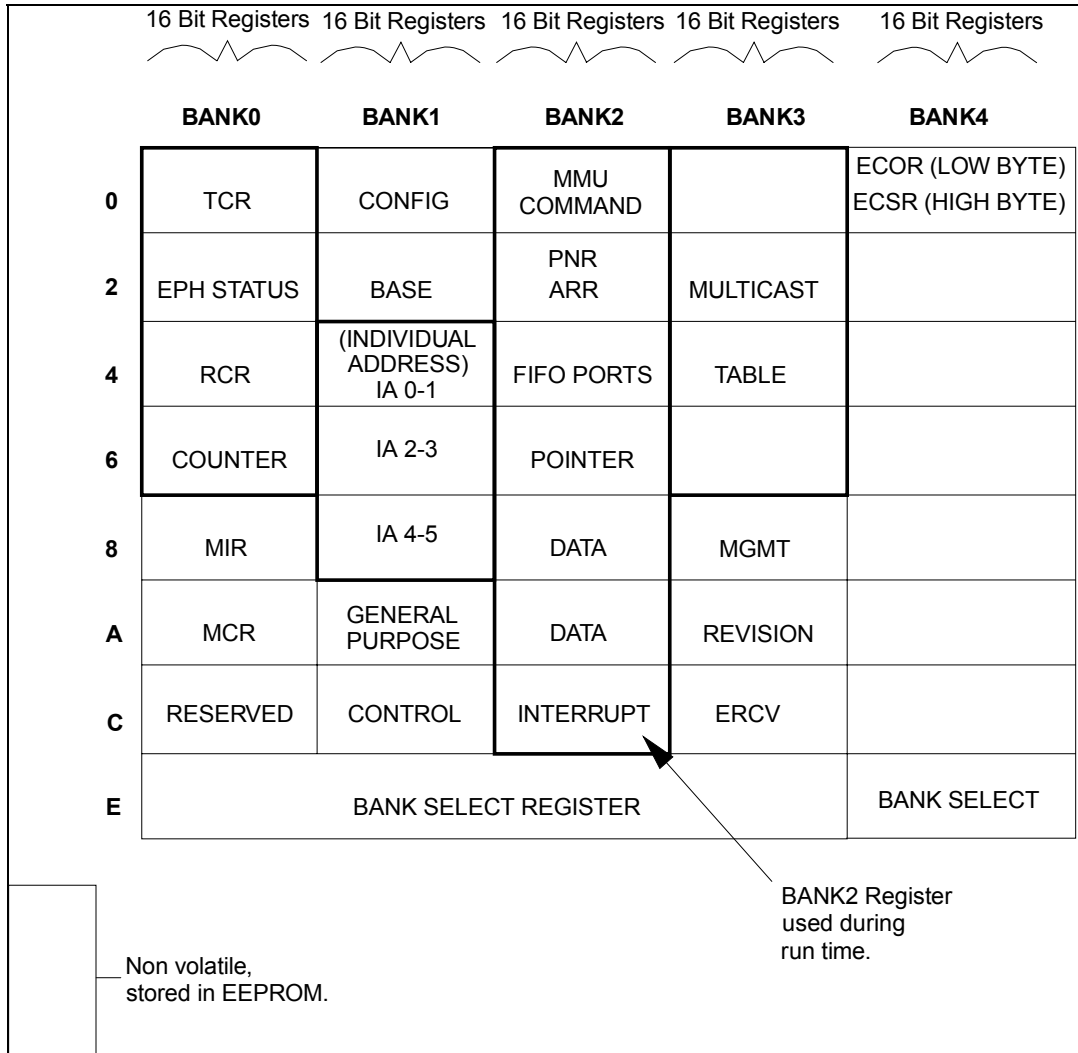 16 Bit Registers 16 Bit Registers 16 Bit Registers 16 Bit Registers 16 Bit Registers
BANK0 BANK1 BANK2 BANK3 BANK4
0 TCR CONFIG MMU COMMAND ECOR (LOW BYTE) ECSR (HIGH BYTE)
2 EPH STATUS BASE PNR ARR MULTICAST
4 RCR (INDIVIDUAL ADDRESS) IA 0-1 FIFO PORTS TABLE
6 COUNTER IA 2-3 POINTER
8 MIR IA 4-5 DATA MGMT
A MCR GENERAL PURPOSE DATA REVISION
C RESERVED CONTROL INTERRUPT ERCV
E BANK SELECT REGISTER BANK SELECT
BANK2 Register
used during
run time.
Non volatile,
stored in EEPROM.